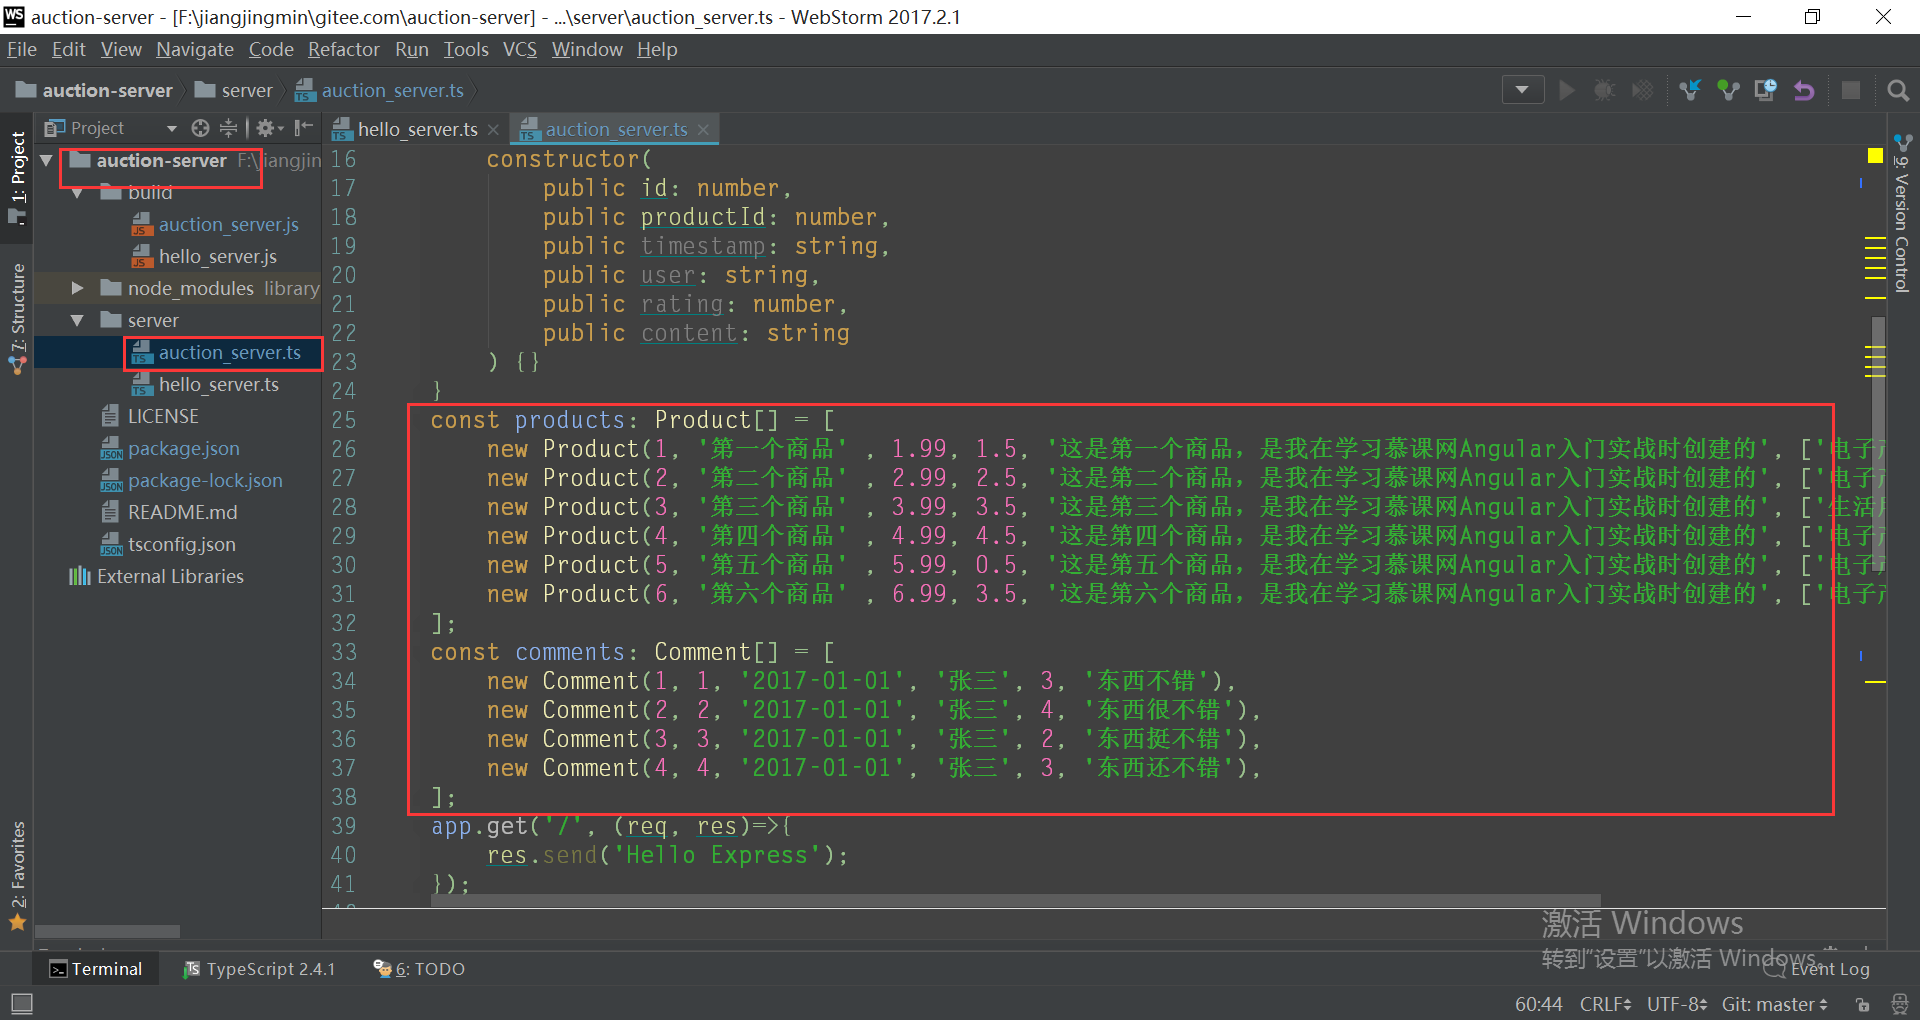 auction-server - [F:\jiangjingmin\gitee.com\auction-server] - ...\server\auction_server.ts - WebStorm 2017.2.1
File Edit View Navigate Code Refactor Run Tools VCS Window Help
auction-server server auction_server.ts
Project
hello_server.ts auction_server.ts
1: Project
7: Structure
2: Favorites
auction-server F:\jiangjin
build
auction_server.js
hello_server.js
node_modules library
server
auction_server.ts
hello_server.ts
LICENSE
package.json
package-lock.json
README.md
tsconfig.json
External Libraries
16 constructor(
17 public id: number,
18 public productId: number,
19 public timestamp: string,
20 public user: string,
21 public rating: number,
22 public content: string
23 ) {}
24 }
25 const products: Product[] = [
26 new Product(1, '第一个商品' , 1.99, 1.5, '这是第一个商品，是我在学习慕课网Angular入门实战时创建的', ['电子
27 new Product(2, '第二个商品' , 2.99, 2.5, '这是第二个商品，是我在学习慕课网Angular入门实战时创建的', ['电子
28 new Product(3, '第三个商品' , 3.99, 3.5, '这是第三个商品，是我在学习慕课网Angular入门实战时创建的', ['生活
29 new Product(4, '第四个商品' , 4.99, 4.5, '这是第四个商品，是我在学习慕课网Angular入门实战时创建的', ['电子
30 new Product(5, '第五个商品' , 5.99, 0.5, '这是第五个商品，是我在学习慕课网Angular入门实战时创建的', ['电子
31 new Product(6, '第六个商品' , 6.99, 3.5, '这是第六个商品，是我在学习慕课网Angular入门实战时创建的', ['电子
32 ];
33 const comments: Comment[] = [
34 new Comment(1, 1, '2017-01-01', '张三', 3, '东西不错'),
35 new Comment(2, 2, '2017-01-01', '张三', 4, '东西很不错'),
36 new Comment(3, 3, '2017-01-01', '张三', 2, '东西挺不错'),
37 new Comment(4, 4, '2017-01-01', '张三', 3, '东西还不错'),
38 ];
39 app.get('/', (req, res)=>{
40 res.send('Hello Express');
41 });
9: Version Control
激活 Windows
转到“设置”以激活 Windows。
Terminal TypeScript 2.4.1 6: TODO Event Log
60:44 CRLF UTF-8 Git: master